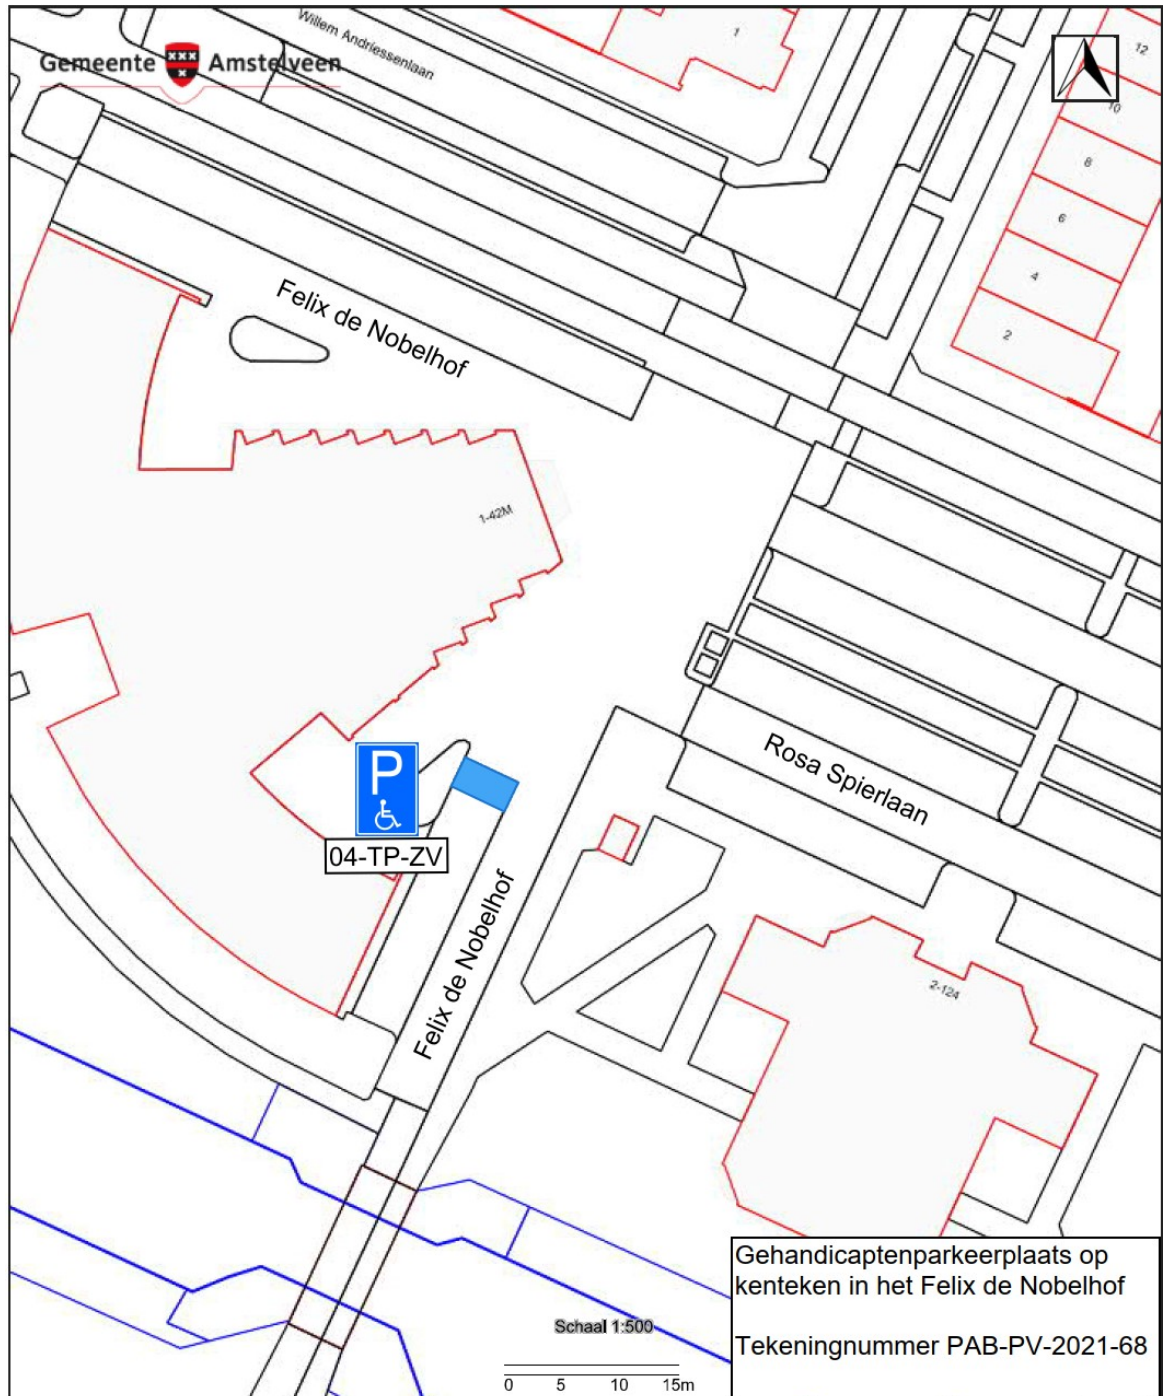 Willem Andriessenlaan
Gemeente Amstelveen
1
12
10
8
6
4
2
Felix de Nobelhof
1-42M
Rosa Spierlaan
P
04-TP-ZV
Felix de Nobelhof
2-124
Gehandicaptenparkeerplaats op
kenteken in het Felix de Nobelhof
Tekeningnummer PAB-PV-2021-68
Schaal 1:500
0 5 10 15m